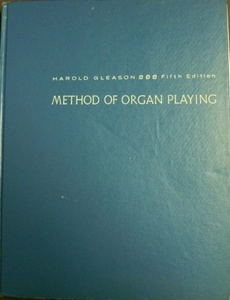 HAROLD GLEASON Fifth Edition
METHOD OF ORGAN PLAYING